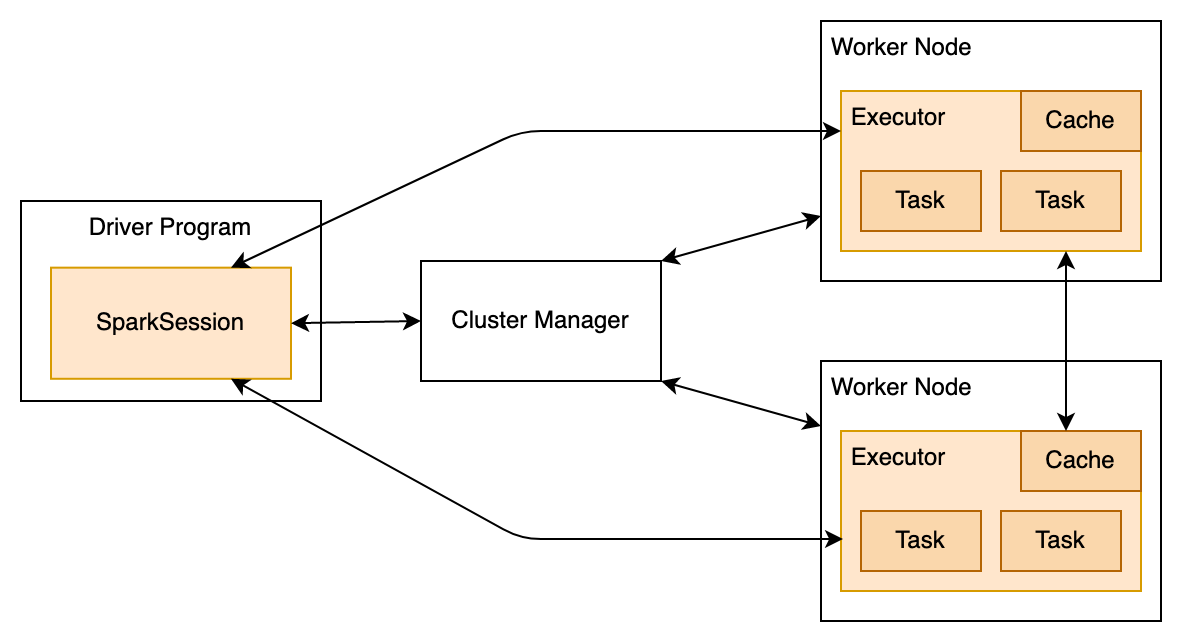 Driver Program
SparkSession
Cluster Manager
Worker Node
Executor
Cache
Task
Task
Worker Node
Executor
Cache
Task
Task